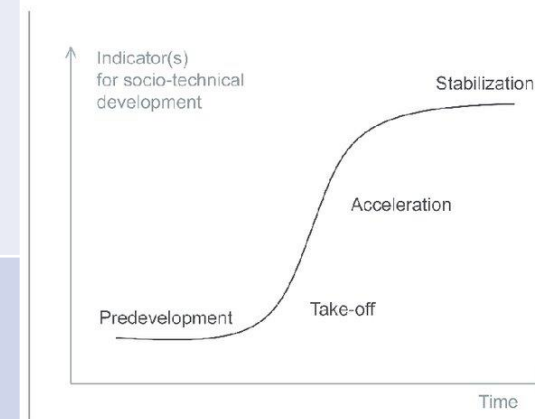 Indicator(s)
for socio-technical
development
Stabilization
Acceleration
Take-off
Predevelopment
Time